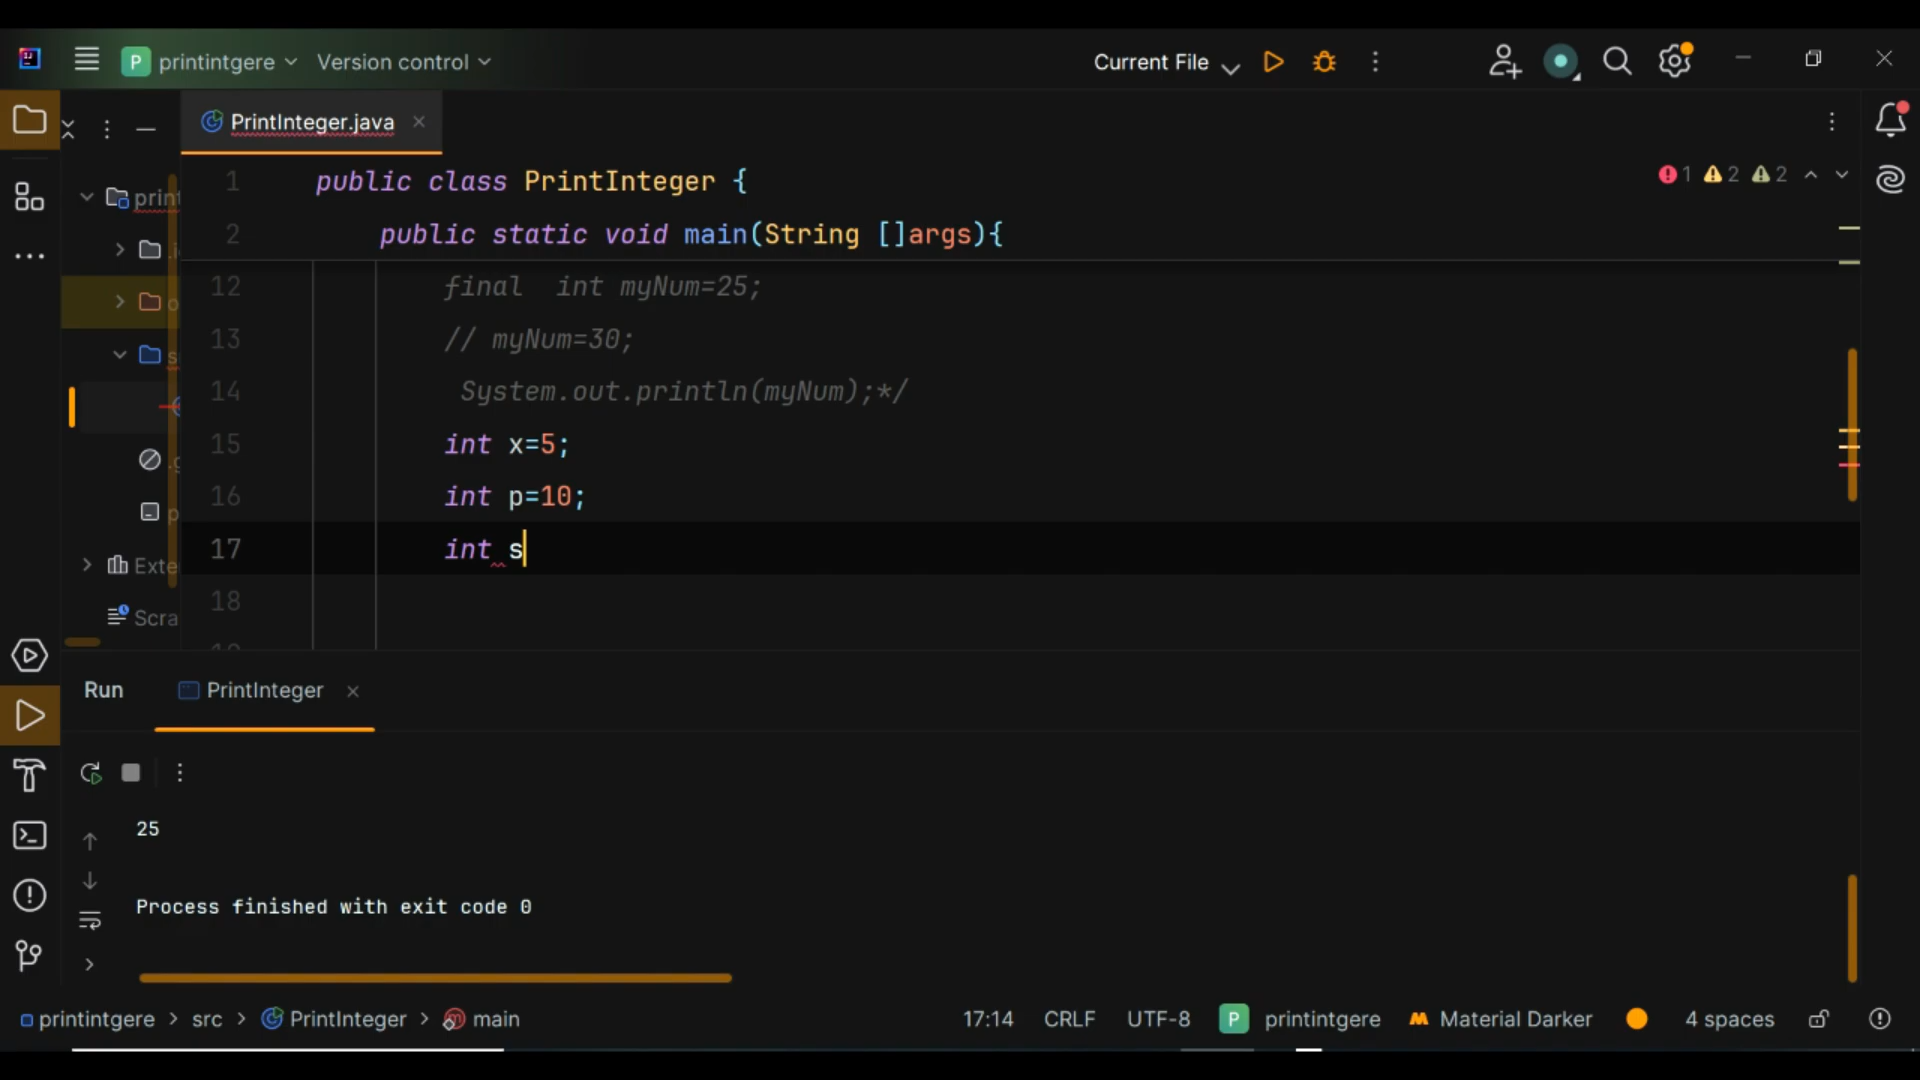 P printintgere Version control Current File
PrintInteger.java
1 public class PrintInteger {
2 public static void main(String []args){
1 2 2
print
12 final  int myNum=25;
13 // myNum=30;
14 System.out.println(myNum);*/
15 int x=5;
16 int p=10;
17 int s
18
Exte
Scra
Run PrintInteger
25
Process finished with exit code 0
printintgere > src > PrintInteger > main 17:14 CRLF UTF-8 P printintgere Material Darker 4 spaces